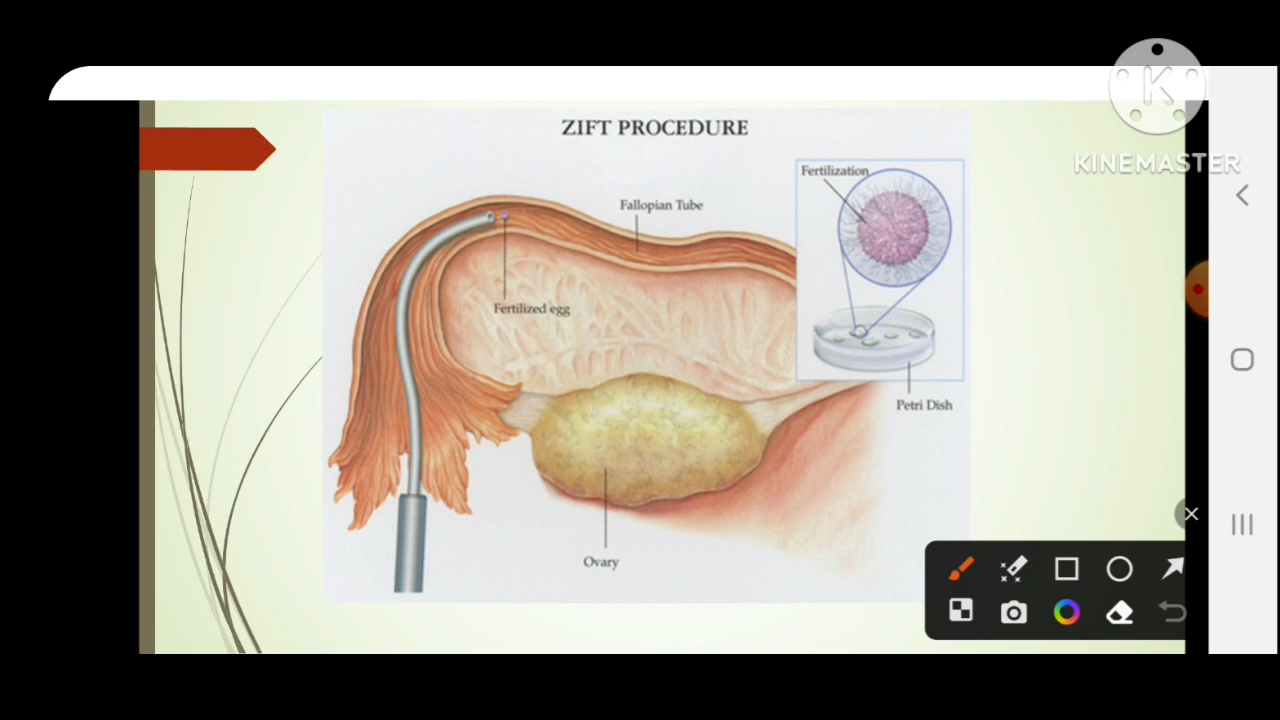 ZIFT PROCEDURE
K
KINEMASTER
Fertilization
Fallopian Tube
Fertilized egg
Petri Dish
Ovary